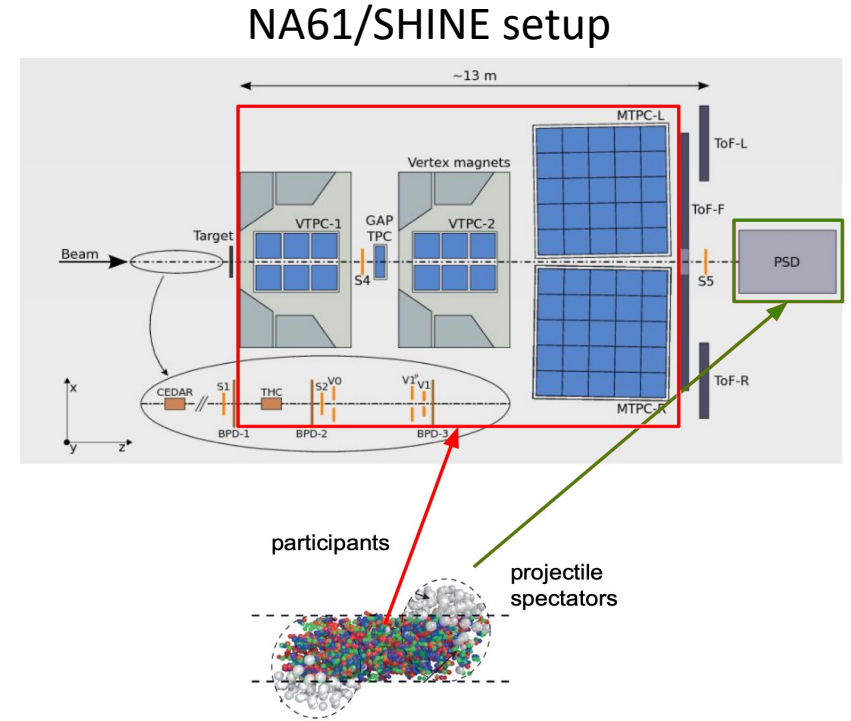 NA61/SHINE setup
~13 m
MTPC-L
ToF-L
Vertex magnets
ToF-F
VTPC-1
GAP
TPC
VTPC-2
Target
Beam
S4
S5
PSD
CEDAR
S1
THC
S2
V0
V1ᵖ
V1
BPD-1
BPD-2
BPD-3
MTPC-R
ToF-R
x
y
z
participants
projectile
spectators